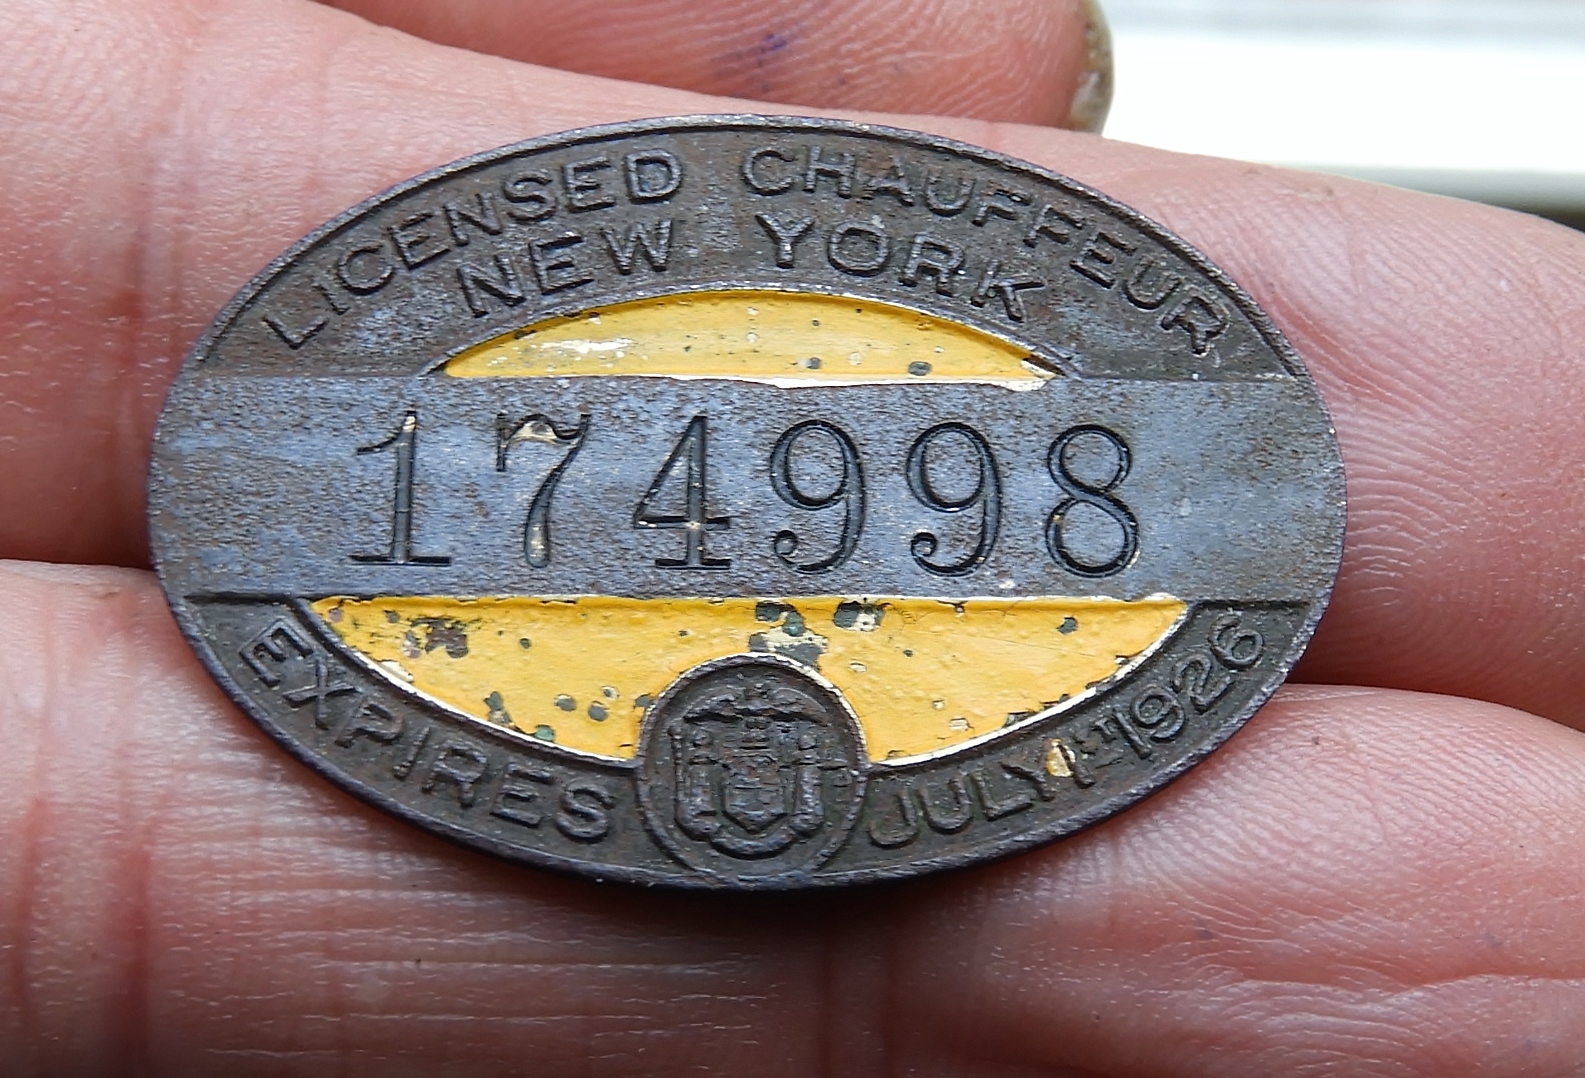 LICENSED CHAUFFEUR
NEW YORK
174998
EXPIRES JULY 1ST 1926